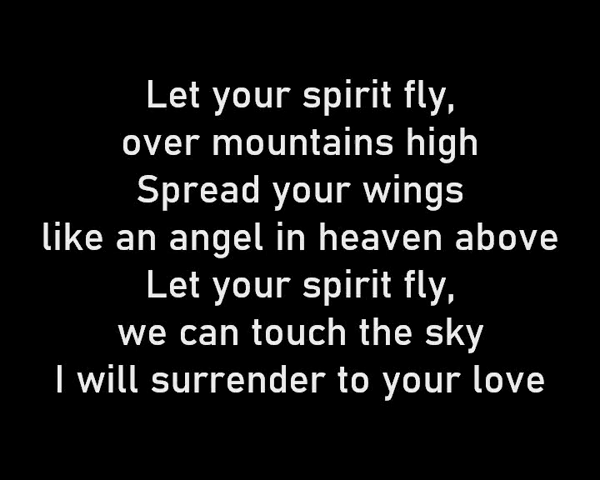 Let your spirit fly,
over mountains high
Spread your wings
like an angel in heaven above
Let your spirit fly,
we can touch the sky
I will surrender to your love